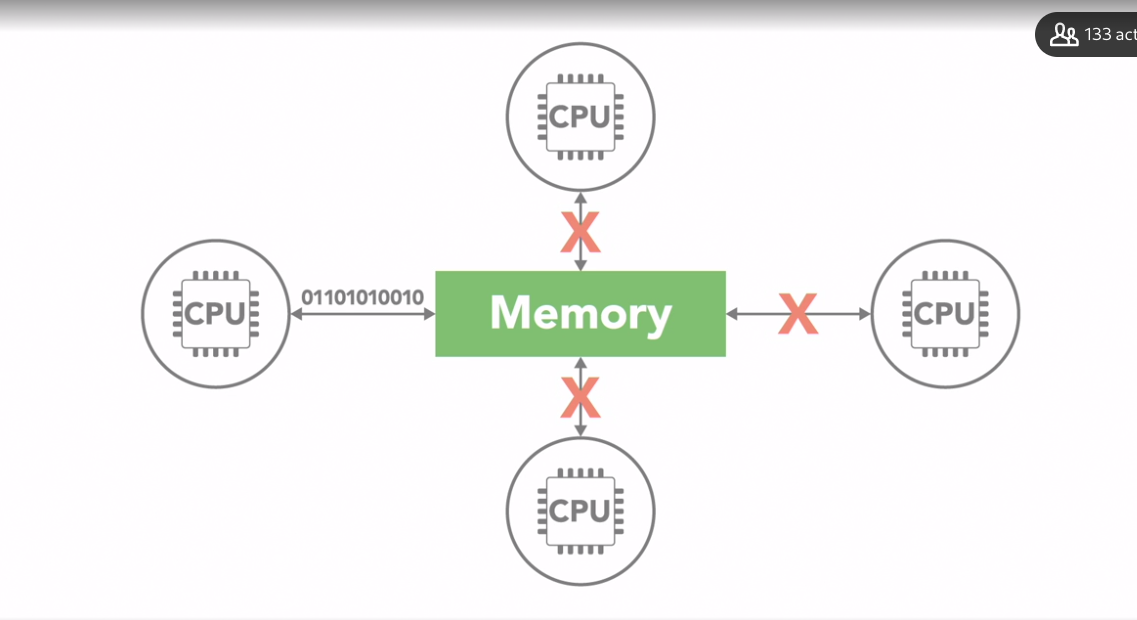 133 act
CPU
X
CPU
01101010010
Memory
X
CPU
X
CPU